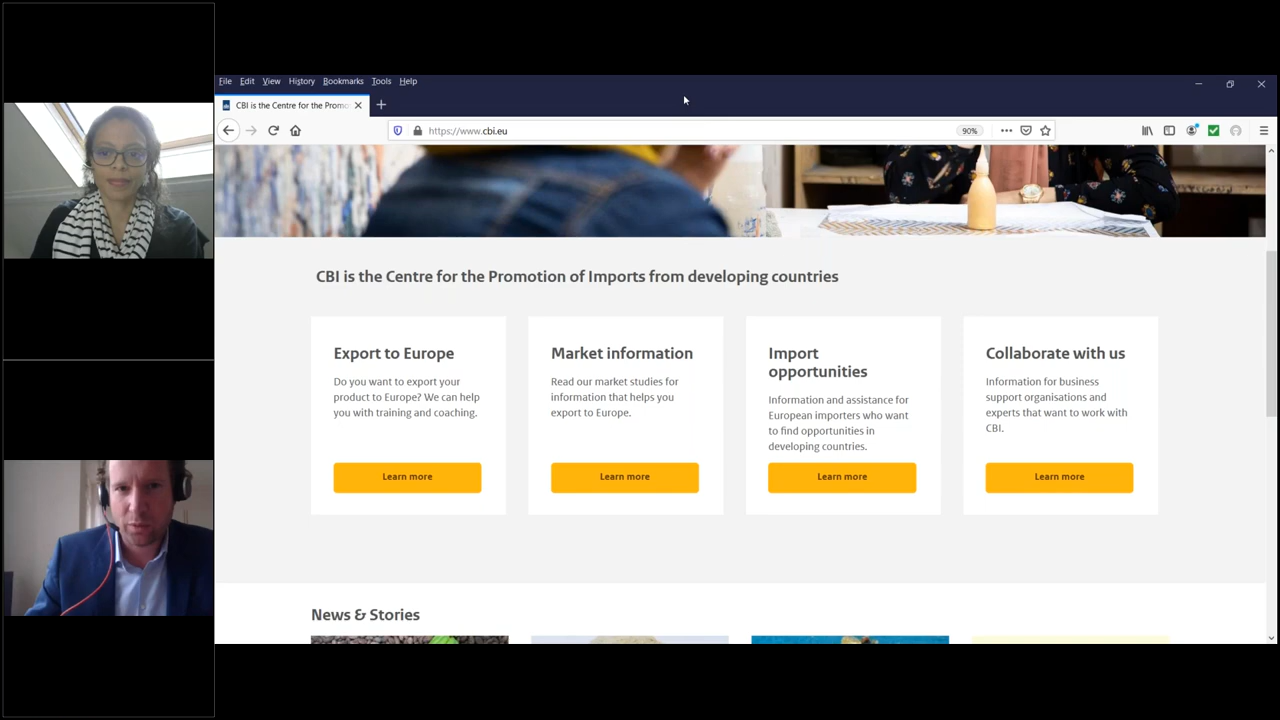 File Edit View History Bookmarks Tools Help
CBI is the Centre for the Promo
https://www.cbi.eu
90%
CBI is the Centre for the Promotion of Imports from developing countries
Export to Europe
Do you want to export your
product to Europe? We can help
you with training and coaching.
Learn more
Market information
Read our market studies for
information that helps you
export to Europe.
Learn more
Import
opportunities
Information and assistance for
European importers who want
to find opportunities in
developing countries.
Learn more
Collaborate with us
Information for business
support organisations and
experts that want to work with
CBI.
Learn more
News & Stories